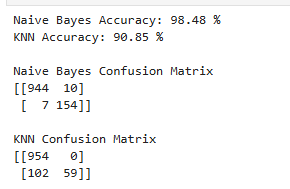 Naive Bayes Accuracy: 98.48 %
KNN Accuracy: 90.85 %
Naive Bayes Confusion Matrix
[[944  10]
 [  7 154]]
KNN Confusion Matrix
[[954   0]
 [102  59]]